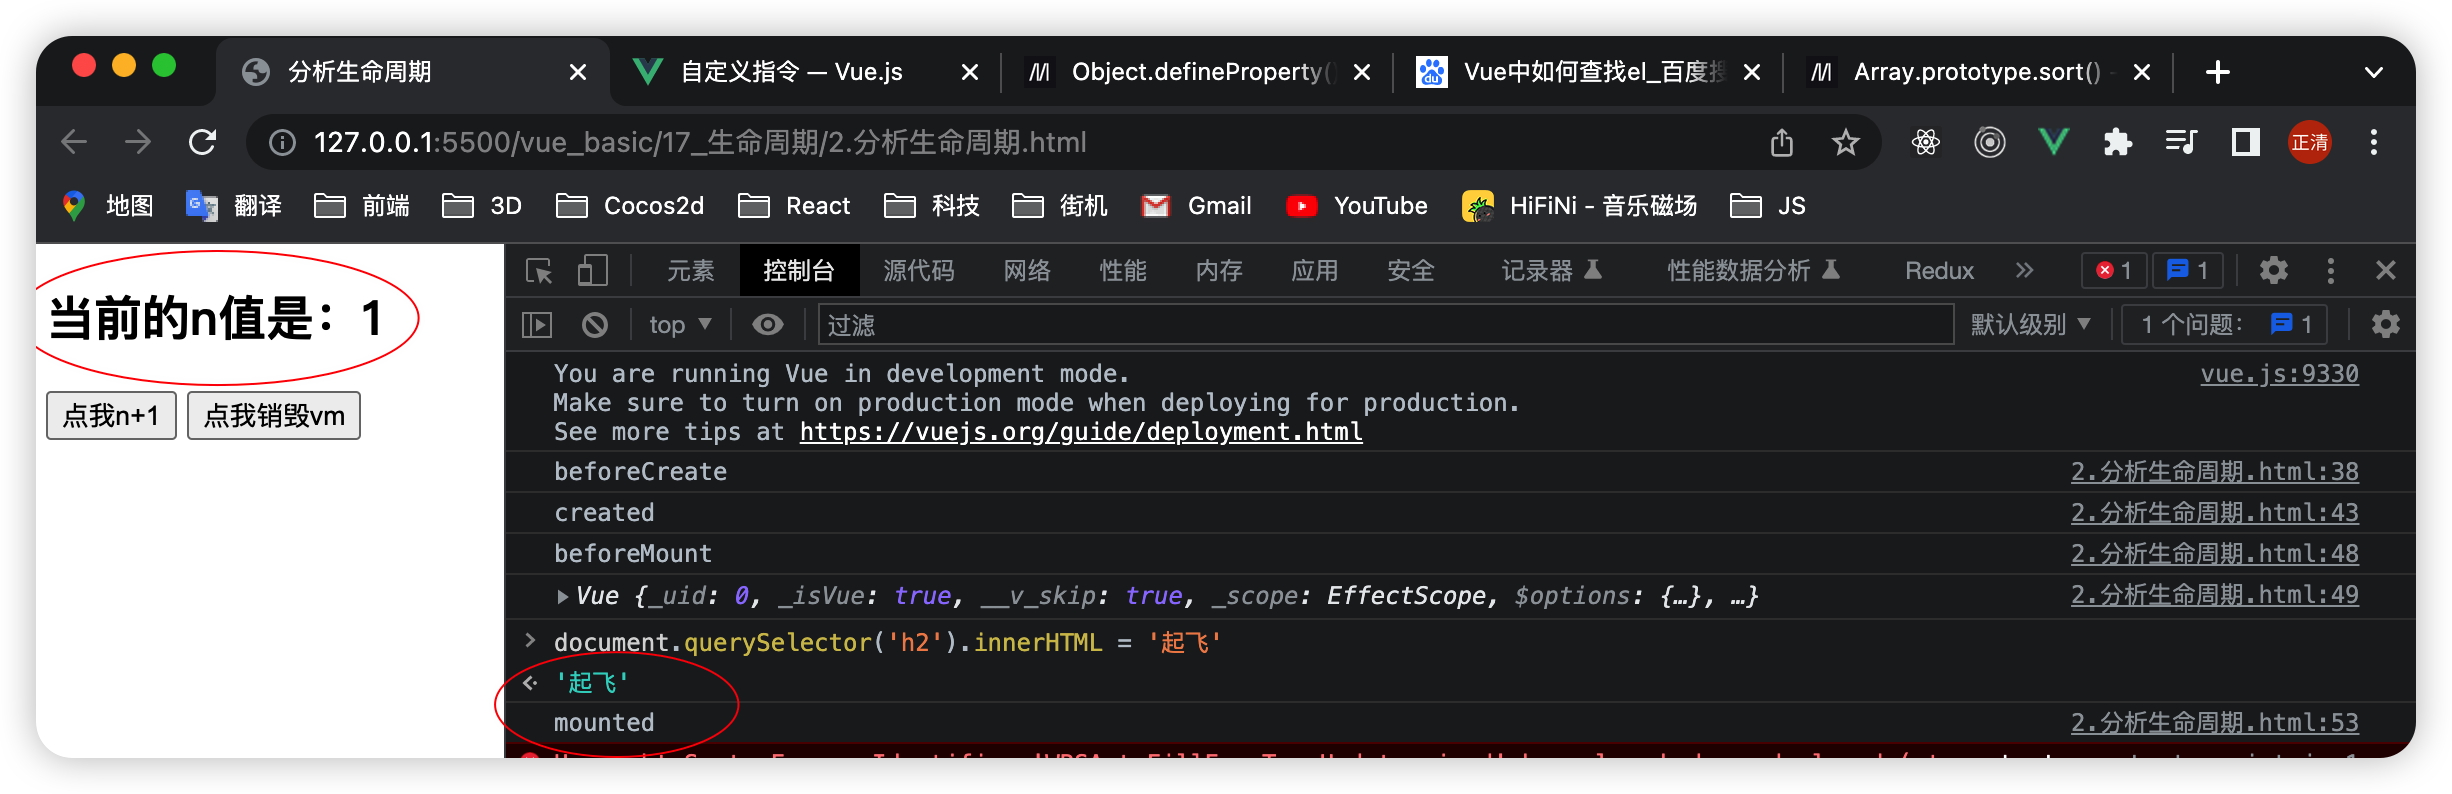 分析生命周期
自定义指令 — Vue.js
Object.defineProperty()
Vue中如何查找el_百度搜
Array.prototype.sort() -
127.0.0.1:5500/vue_basic/17_生命周期/2.分析生命周期.html
正清
地图
翻译
前端
3D
Cocos2d
React
科技
街机
Gmail
YouTube
HiFiNi - 音乐磁场
JS
当前的n值是：1
点我n+1 点我销毁vm
元素 控制台 源代码 网络 性能 内存 应用 安全 记录器 性能数据分析 Redux » 1 1
top 过滤 默认级别 1 个问题： 1
You are running Vue in development mode. vue.js:9330
Make sure to turn on production mode when deploying for production.
See more tips at https://vuejs.org/guide/deployment.html
beforeCreate 2.分析生命周期.html:38
created 2.分析生命周期.html:43
beforeMount 2.分析生命周期.html:48
Vue {_uid: 0, _isVue: true, __v_skip: true, _scope: EffectScope, $options: {…}, …} 2.分析生命周期.html:49
document.querySelector('h2').innerHTML = '起飞'
'起飞'
mounted 2.分析生命周期.html:53